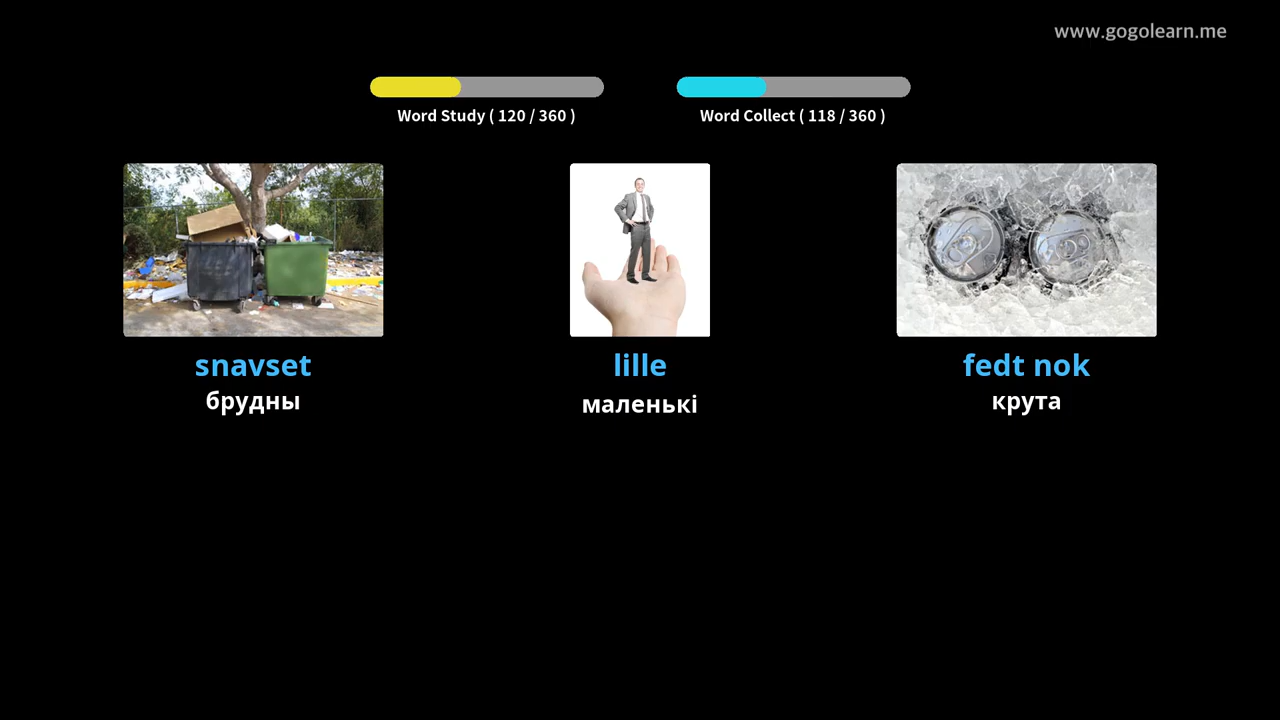 www.gogolearn.me
Word Study ( 120 / 360 )
Word Collect ( 118 / 360 )
snavset
брудны
lille
маленькі
fedt nok
крута